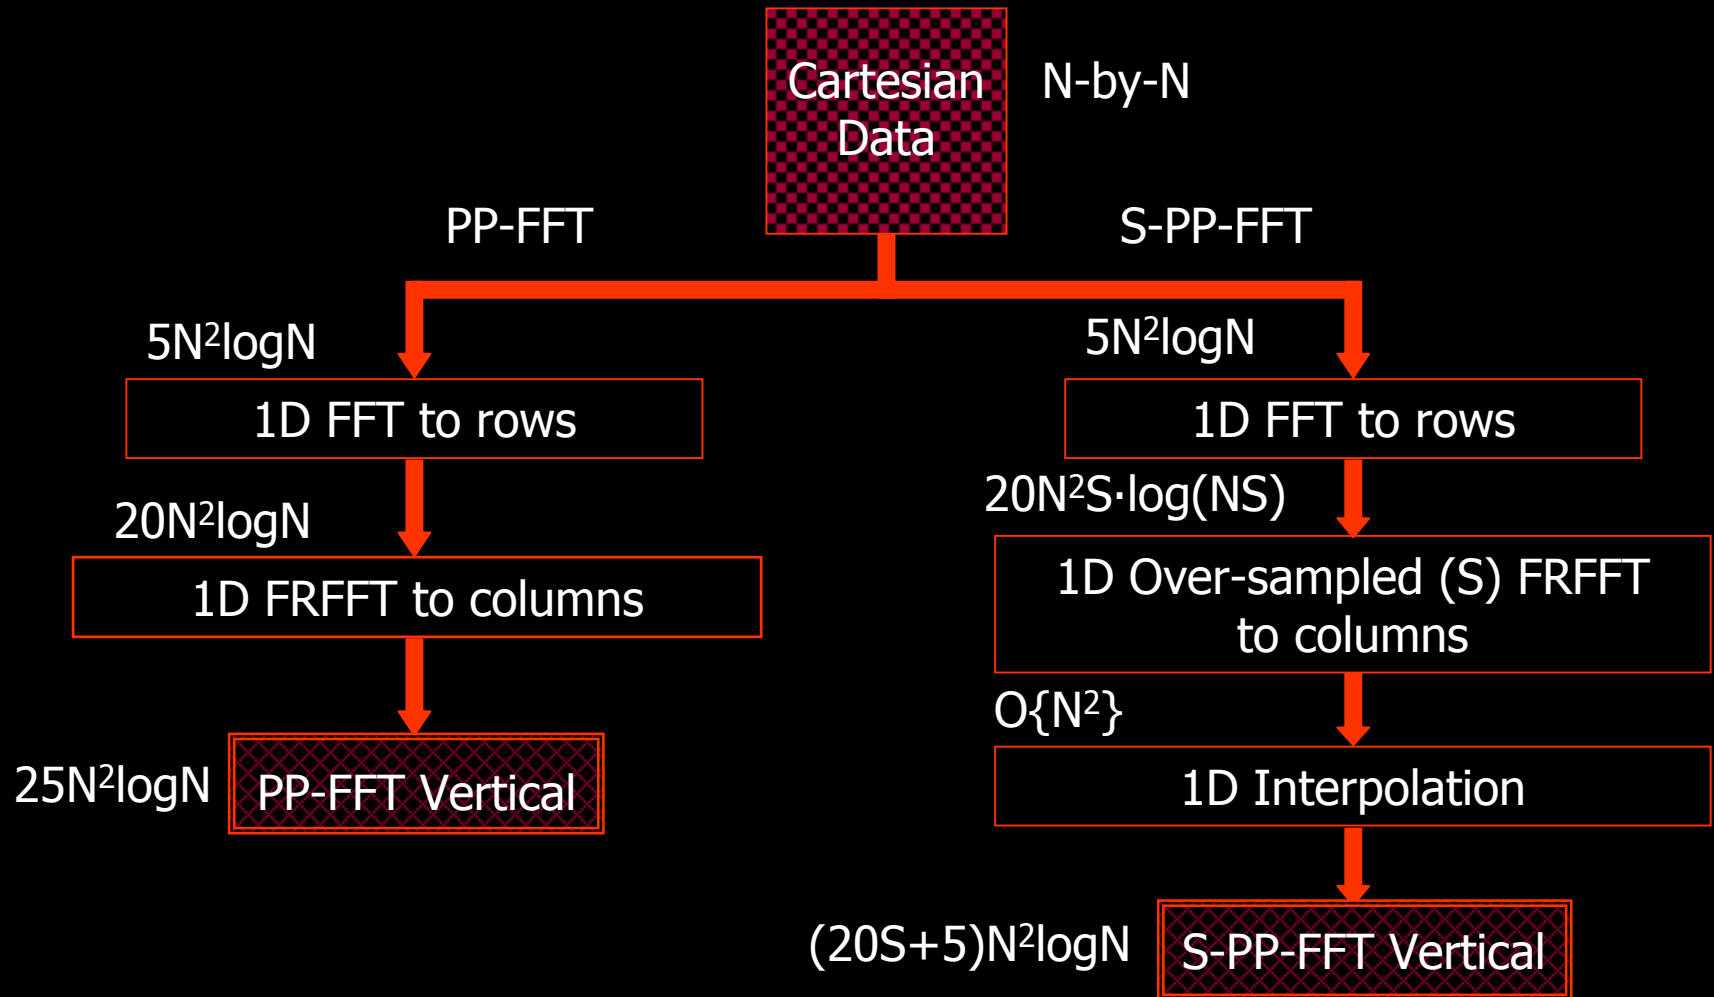 Cartesian
Data
N-by-N
PP-FFT
S-PP-FFT
5N²logN
1D FFT to rows
20N²logN
1D FRFFT to columns
25N²logN
PP-FFT Vertical
5N²logN
1D FFT to rows
20N²S·log(NS)
1D Over-sampled (S) FRFFT
to columns
O{N²}
1D Interpolation
(20S+5)N²logN
S-PP-FFT Vertical